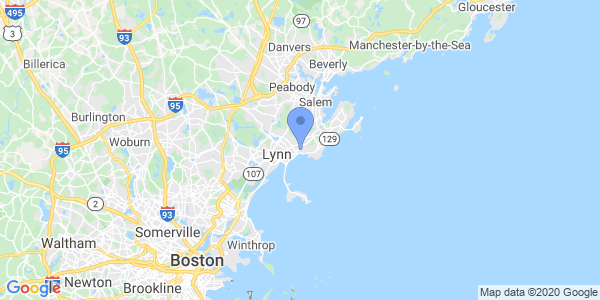 Gloucester
495
97
3
93
Danvers
Manchester-by-the-Sea
Billerica
Beverly
Peabody
95
Salem
Burlington
Woburn
129
95
Lynn
107
2
93
Somerville
Waltham
Winthrop
Boston
Newton
Brookline
Google
Map data ©2020 Google